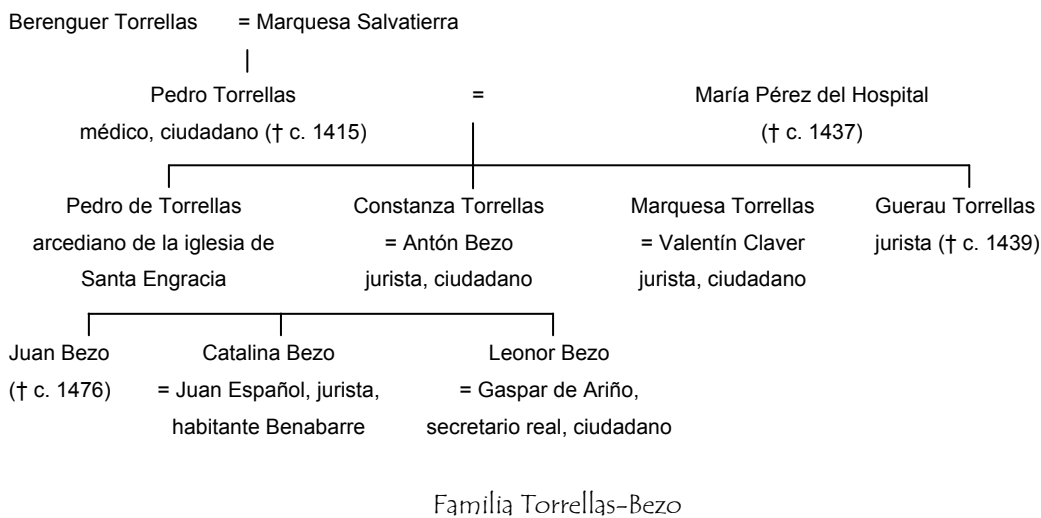 Berenguer Torrellas = Marquesa Salvatierra
Pedro Torrellas = María Pérez del Hospital
médico, ciudadano († c. 1415) († c. 1437)
Pedro de Torrellas Constanza Torrellas Marquesa Torrellas Guerau Torrellas
arcediano de la iglesia de = Antón Bezo = Valentín Claver jurista († c. 1439)
Santa Engracia jurista, ciudadano jurista, ciudadano
Juan Bezo Catalina Bezo Leonor Bezo
(† c. 1476) = Juan Español, jurista, = Gaspar de Ariño,
habitante Benabarre secretario real, ciudadano
Familia Torrellas-Bezo